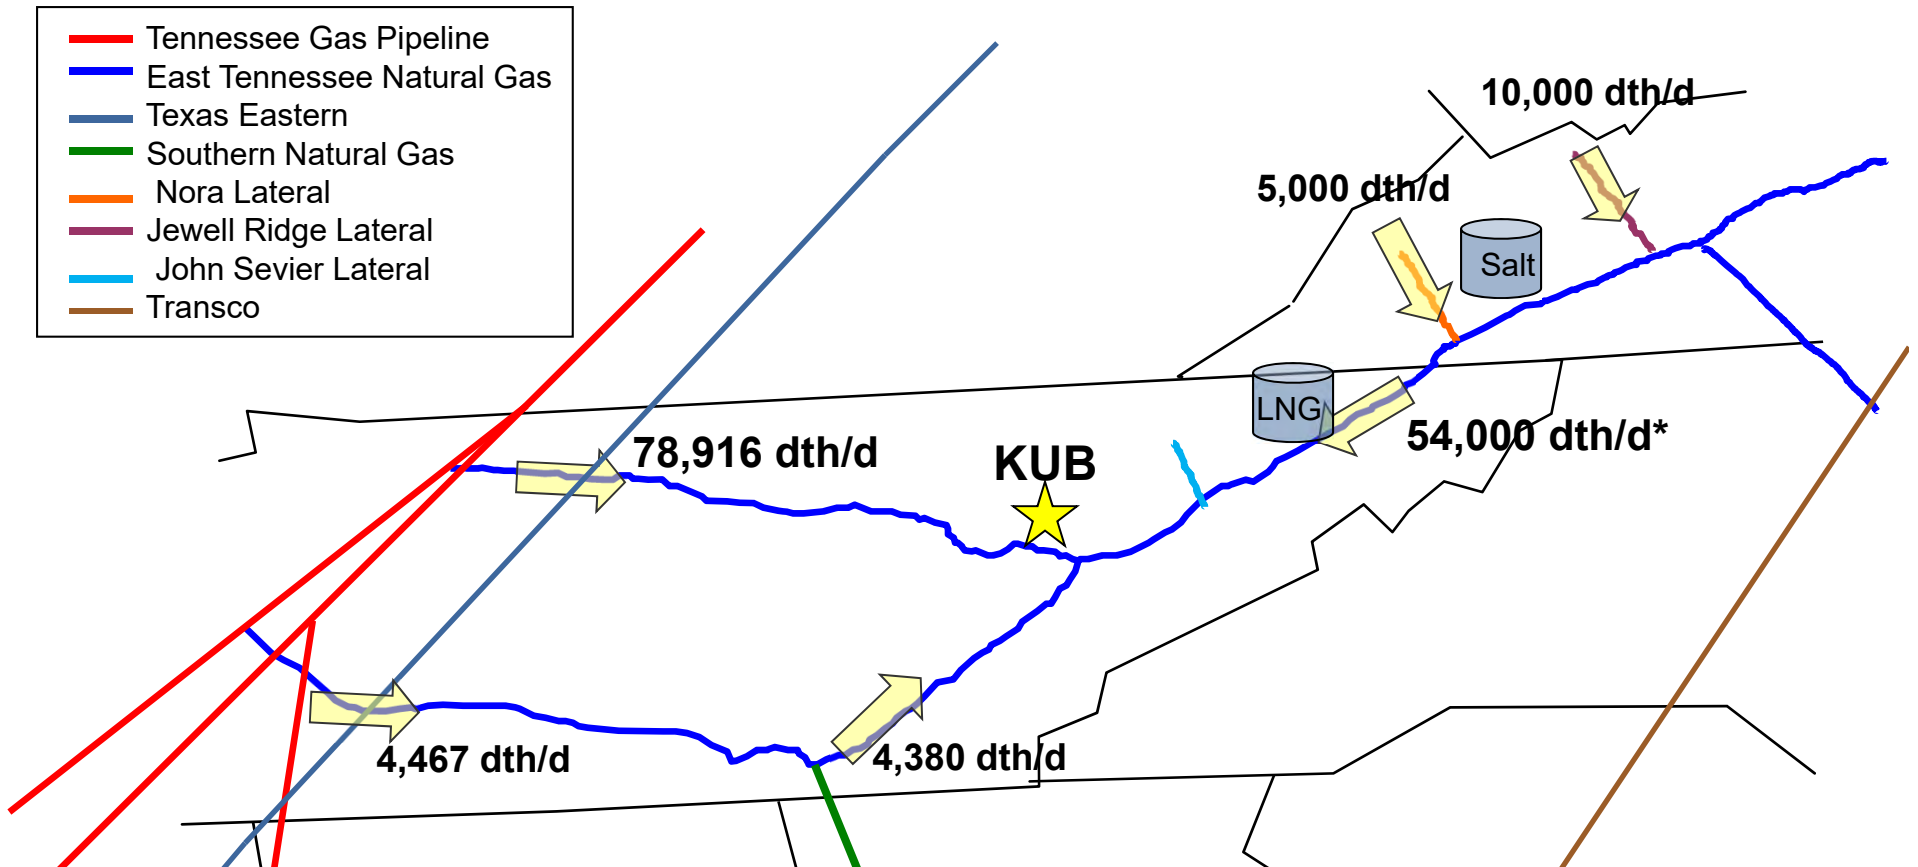 Tennessee Gas Pipeline
East Tennessee Natural Gas
Texas Eastern
Southern Natural Gas
Nora Lateral
Jewell Ridge Lateral
John Sevier Lateral
Transco
10,000 dth/d
5,000 dth/d
Salt
LNG
54,000 dth/d*
78,916 dth/d
KUB
4,467 dth/d
4,380 dth/d